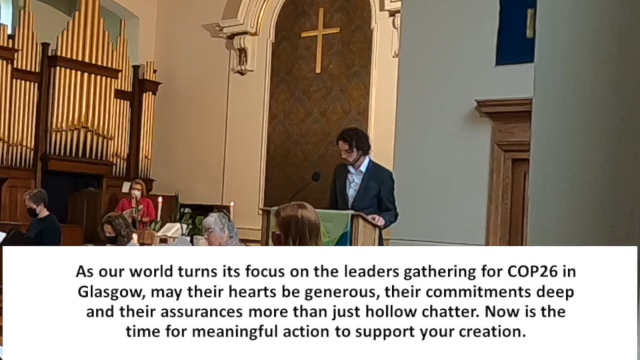 As our world turns its focus on the leaders gathering for COP26 in
Glasgow, may their hearts be generous, their commitments deep
and their assurances more than just hollow chatter. Now is the
time for meaningful action to support your creation.